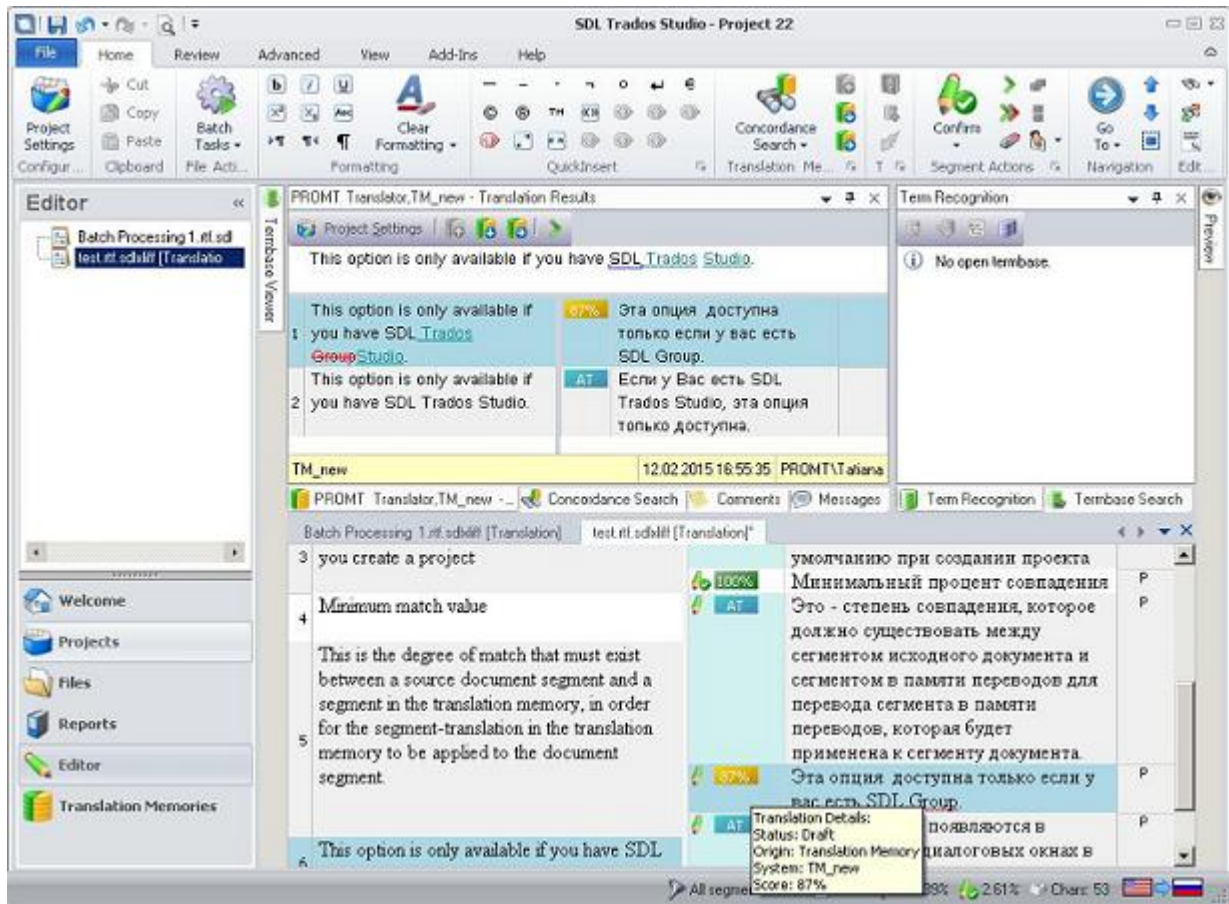 SDL Trados Studio - Project 22
File Home Review Advanced View Add-Ins Help
Project Settings
Cut
Copy
Paste
Batch Tasks
Clear Formatting
Concordance Search
Confirm
Go To
Configur... Clipboard File Acti... Formatting QuickInsert Translation Me... T Segment Actions Navigation Edit...
Editor
Batch Processing 1.rtf.sdl
test.rtf.sdlxliff [Translatio
Welcome
Projects
Files
Reports
Editor
Translation Memories
Termbase Viewer
PROMT Translator,TM_new - Translation Results
Project Settings
This option is only available if you have SDL Trados Studio.
1 This option is only available if
you have SDL Trados
GroupStudio.
87% Эта опция доступна
только если у вас есть
SDL Group.
2 This option is only available if
you have SDL Trados Studio.
AT Если у Вас есть SDL
Trados Studio, эта опция
только доступна.
TM_new 12.02.2015 16:55:35 PROMT\Tatiana
PROMT Translator,TM_new -... Concordance Search Comments Messages
Term Recognition
No open termbase.
Term Recognition Termbase Search
Preview
Batch Processing 1.rtf.sdlxliff [Translation] test.rtf.sdlxliff [Translation]*
3 you create a project
умолчанию при создании проекта
100% Минимальный процент совпадения P
4 Minimum match value
AT Это - степень совпадения, которое P
должно существовать между
сегментом исходного документа и
сегментом в памяти переводов для
перевода сегмента в памяти
переводов, которая будет
применена к сегменту документа.
5 This is the degree of match that must exist
between a source document segment and a
segment in the translation memory, in order
for the segment-translation in the translation
memory to be applied to the document
segment.
87% Эта опция доступна только если у P
вас есть SDL Group.
AT появляются в P
диалоговых окнах в
6 This option is only available if you have SDL
Translation Details:
Status: Draft
Origin: Translation Memory
System: TM_new
Score: 87%
All segme 39% 2.61% Chars: 53